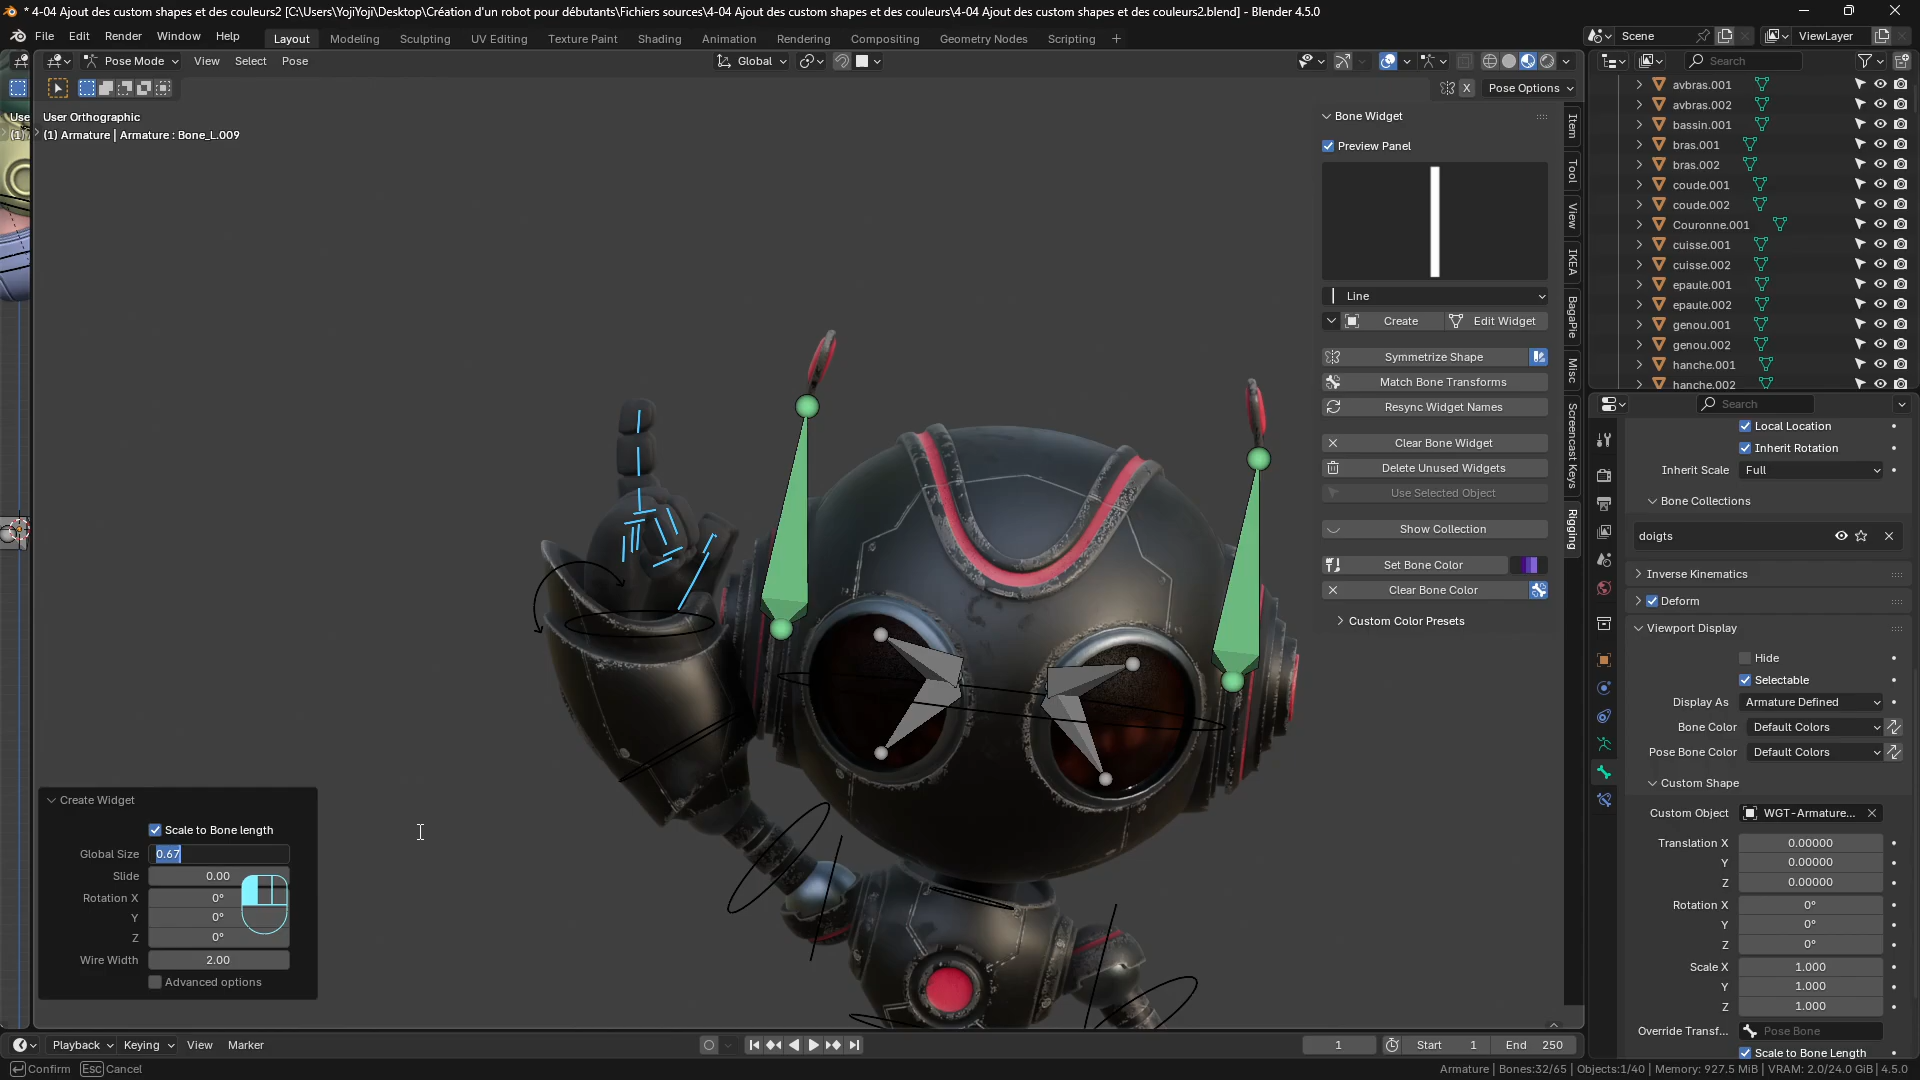 * 4-04 Ajout des custom shapes et des couleurs2 [C:\Users\YojiYoji\Desktop\Création d'un robot pour débutants\Fichiers sources\4-04 Ajout des custom shapes et des couleurs\4-04 Ajout des custom shapes et des couleurs2.blend] - Blender 4.5.0
File Edit Render Window Help Layout Modeling Sculpting UV Editing Texture Paint Shading Animation Rendering Compositing Geometry Nodes Scripting + Scene ViewLayer
Pose Mode View Select Pose Global Search
X Pose Options
Use User Orthographic
(1) (1) Armature | Armature : Bone_L.009
Bone Widget
Preview Panel
Line
Create Edit Widget
Symmetrize Shape
Match Bone Transforms
Resync Widget Names
Clear Bone Widget
Delete Unused Widgets
Use Selected Object
Show Collection
Set Bone Color
Clear Bone Color
Custom Color Presets
Item
Tool
View
IKEA
BagaPie
Misc
Screencast Keys
Rigging
avbras.001
avbras.002
bassin.001
bras.001
bras.002
coude.001
coude.002
Couronne.001
cuisse.001
cuisse.002
epaule.001
epaule.002
genou.001
genou.002
hanche.001
hanche.002
Search
Local Location
Inherit Rotation
Inherit Scale Full
Bone Collections
doigts
Inverse Kinematics
Deform
Viewport Display
Hide
Selectable
Display As Armature Defined
Bone Color Default Colors
Pose Bone Color Default Colors
Custom Shape
Custom Object WGT-Armature...
Translation X 0.00000
Y 0.00000
Z 0.00000
Rotation X 0°
Y 0°
Z 0°
Scale X 1.000
Y 1.000
Z 1.000
Override Transf... Pose Bone
Scale to Bone Length
Create Widget
Scale to Bone length
Global Size 0.67
Slide 0.00
Rotation X 0°
Y 0°
Z 0°
Wire Width 2.00
Advanced options
Playback Keying View Marker 1 Start 1 End 250
Confirm Esc Cancel Armature | Bones:32/65 | Objects:1/40 | Memory: 927.5 MiB | VRAM: 2.0/24.0 GiB | 4.5.0